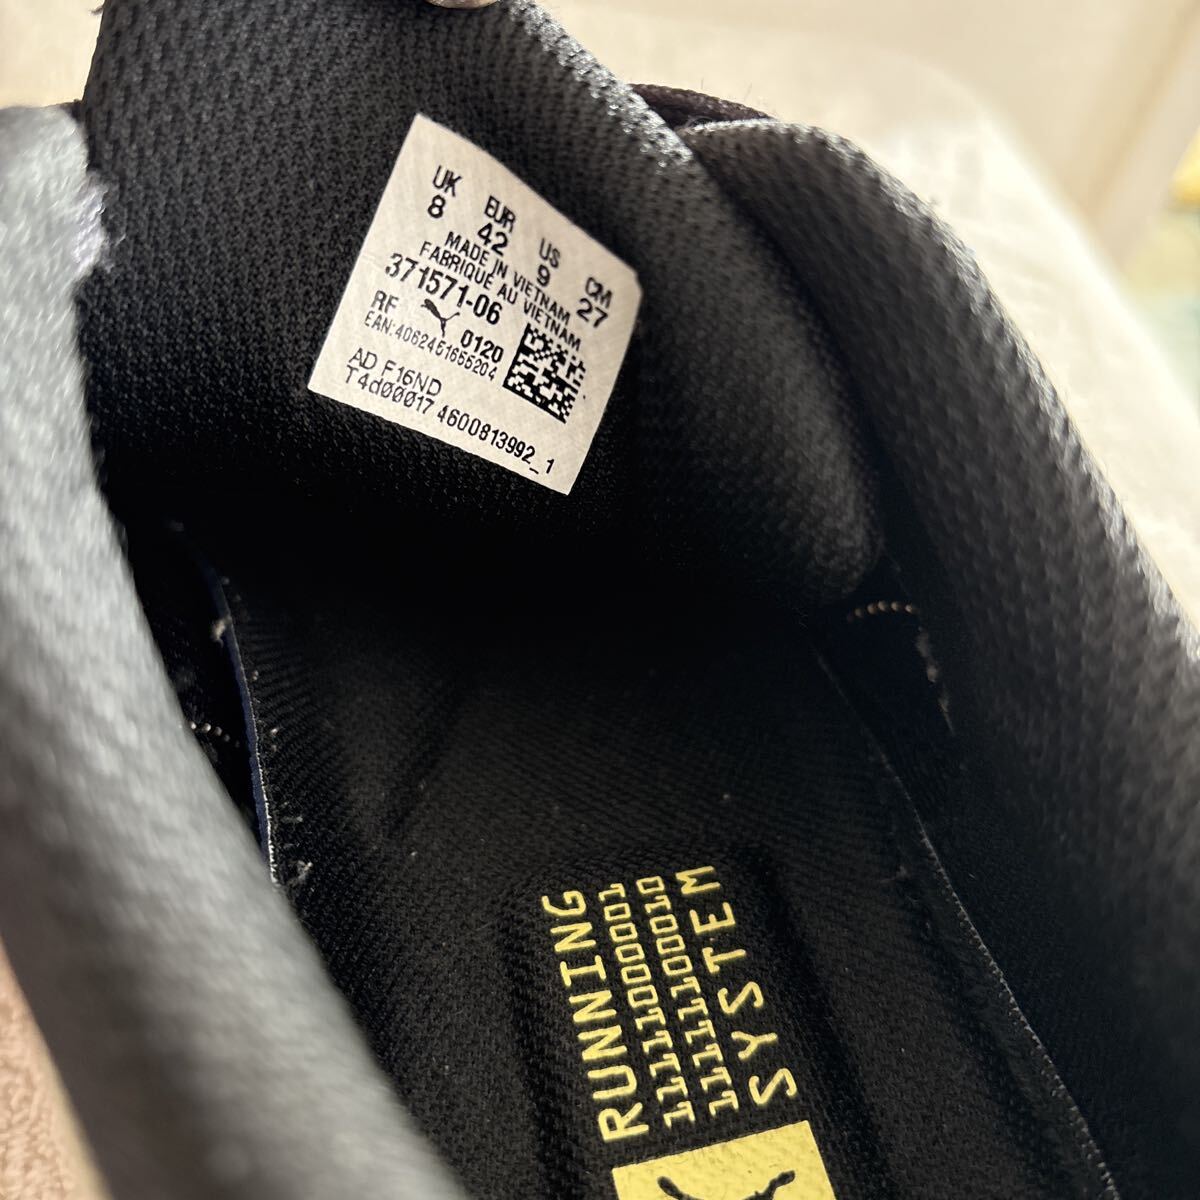 UK EUR US CM
8 42 9 27
MADE IN VIETNAM
FABRIQUE AU VIETNAM
371571-06
RF 0120
EAN:4062451655204
AD F16ND
T4d00017 4600813992_1
RUNNING
SYSTEM